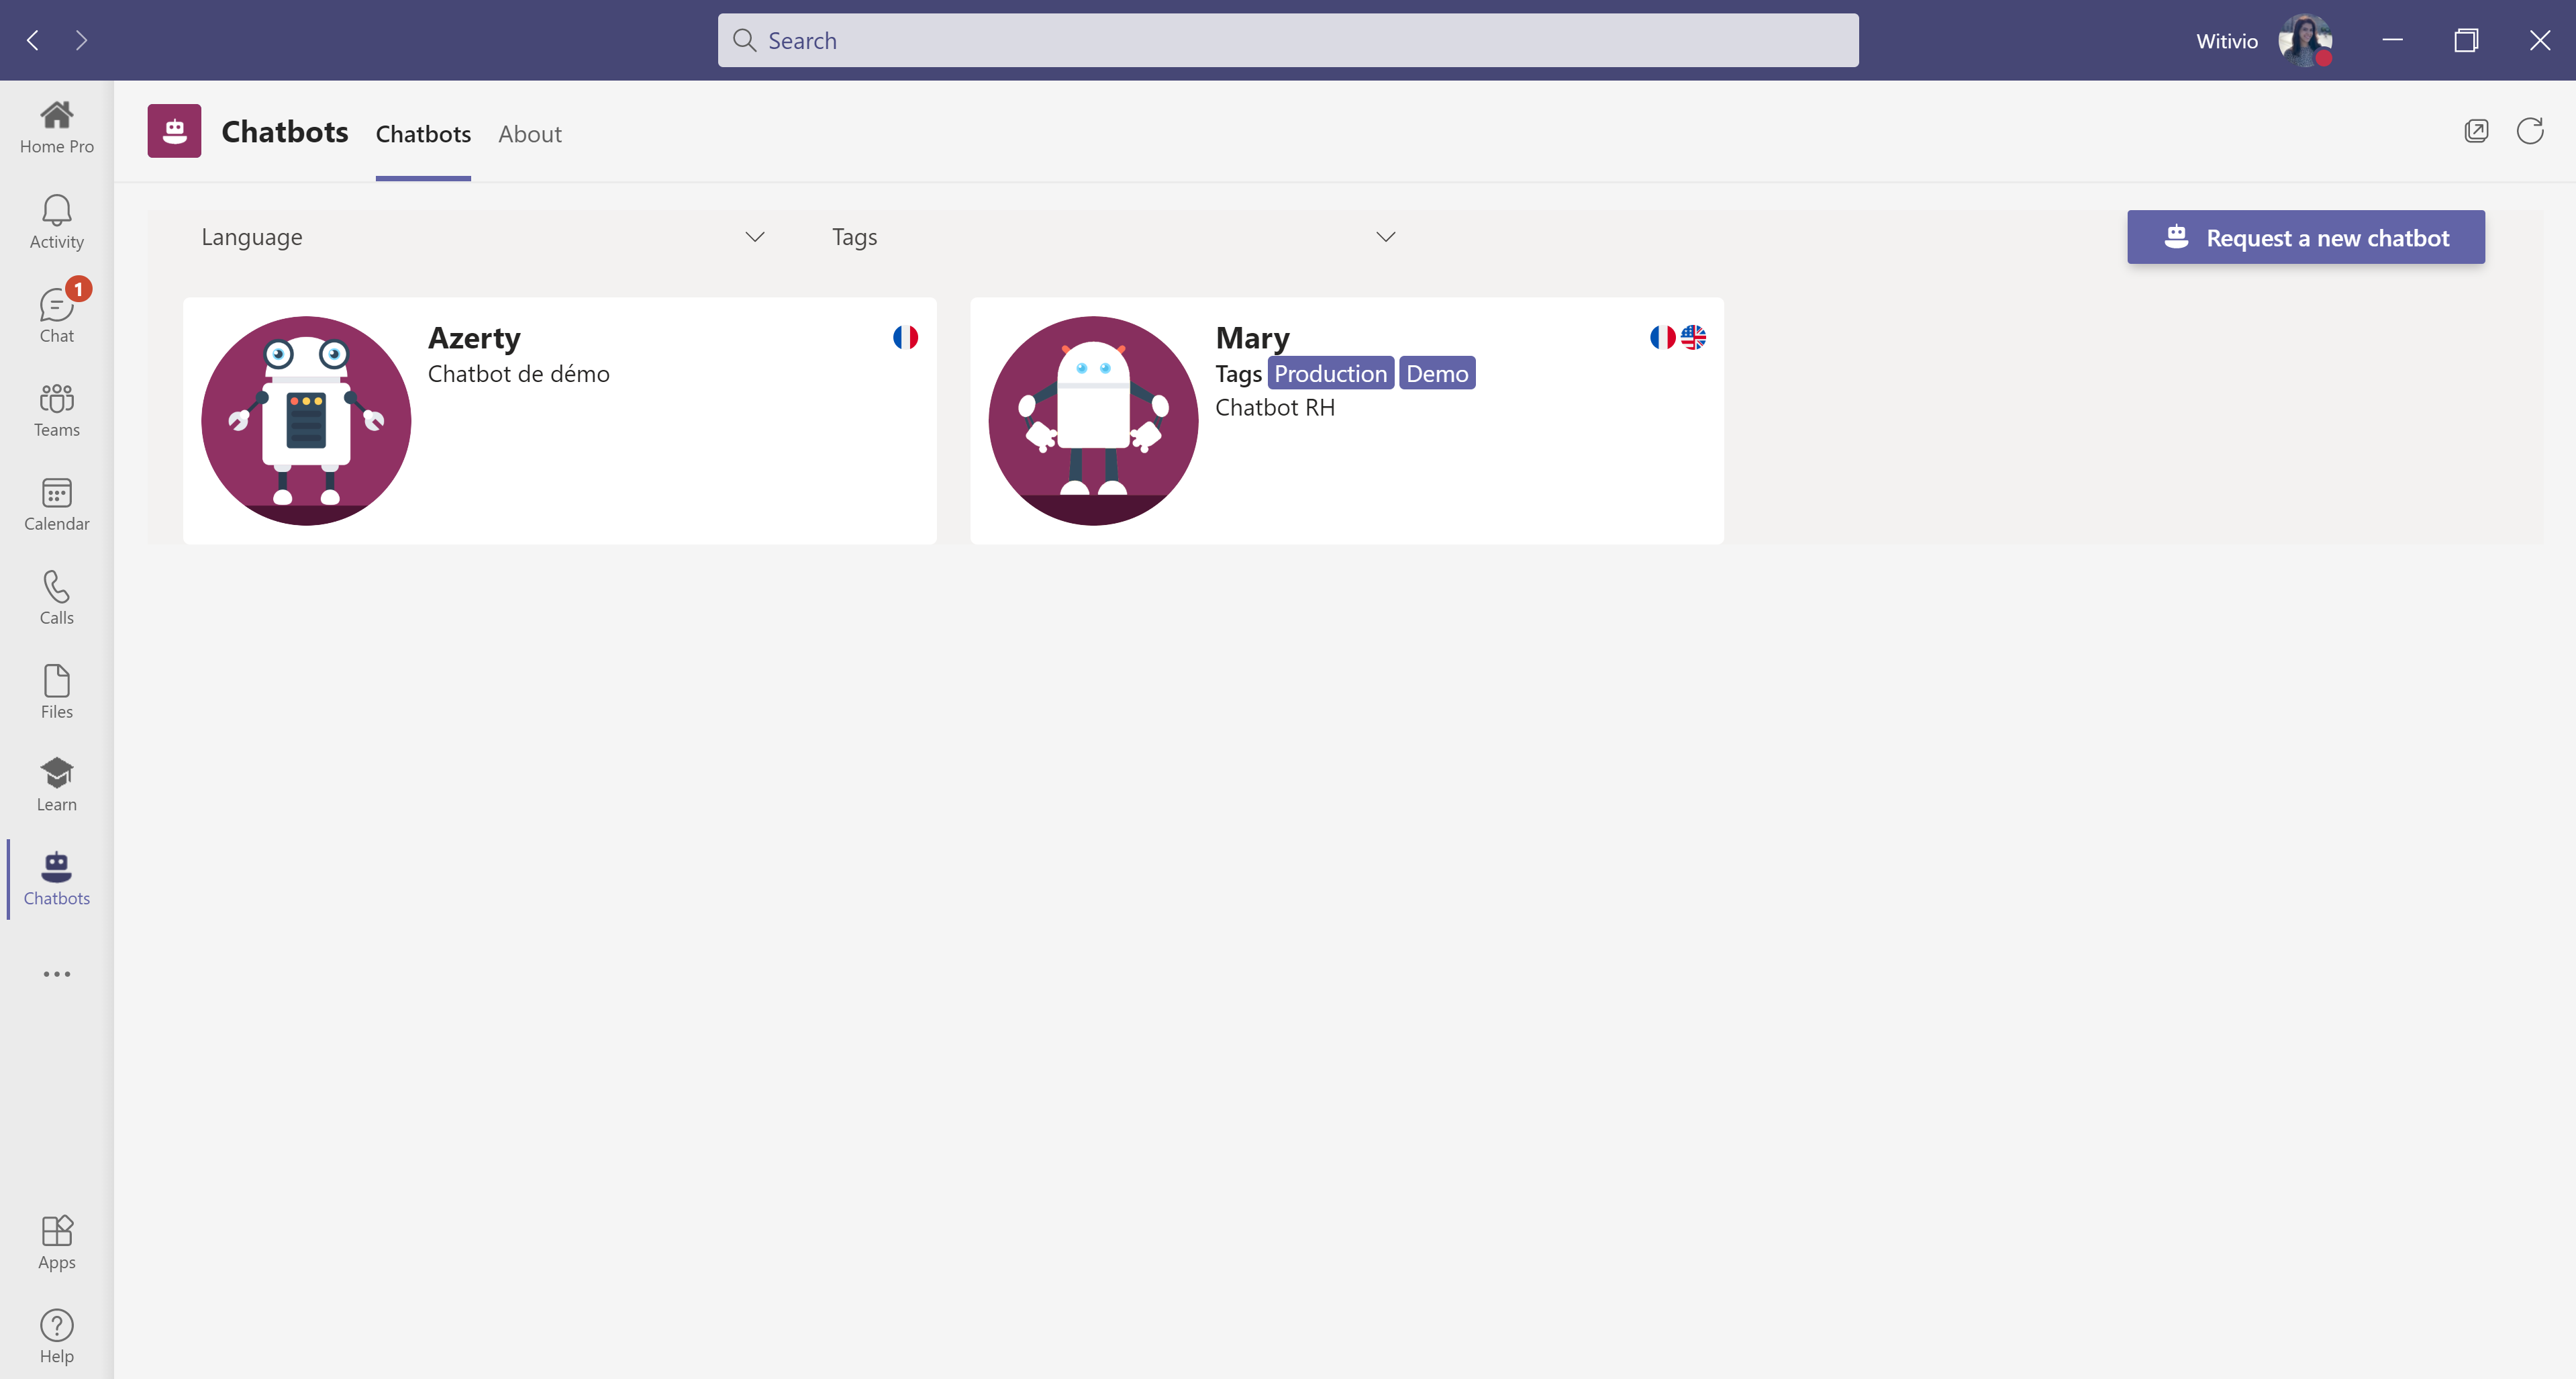 Search
Witivio
Home Pro
Activity
1
Chat
Teams
Calendar
Calls
Files
Learn
Chatbots
Apps
Help
Chatbots Chatbots About
Language Tags Request a new chatbot
Azerty
Chatbot de démo
Mary
Tags Production Demo
Chatbot RH